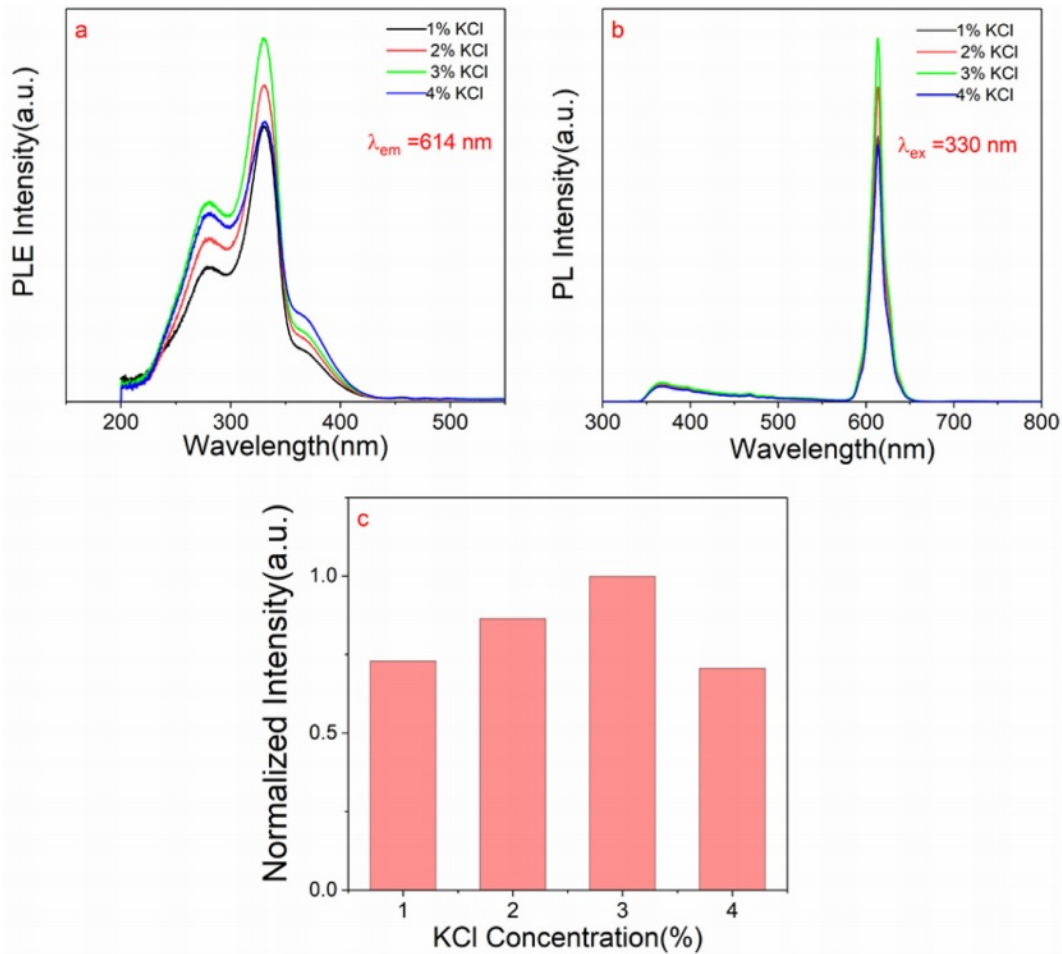 a
1% KCl
2% KCl
3% KCl
4% KCl
λem =614 nm
PLE Intensity(a.u.)
200 300 400 500
Wavelength(nm)
b
1% KCl
2% KCl
3% KCl
4% KCl
λex =330 nm
PL Intensity(a.u.)
300 400 500 600 700 800
Wavelength(nm)
c
Normalized Intensity(a.u.)
1.0
0.5
0.0
1 2 3 4
KCl Concentration(%)